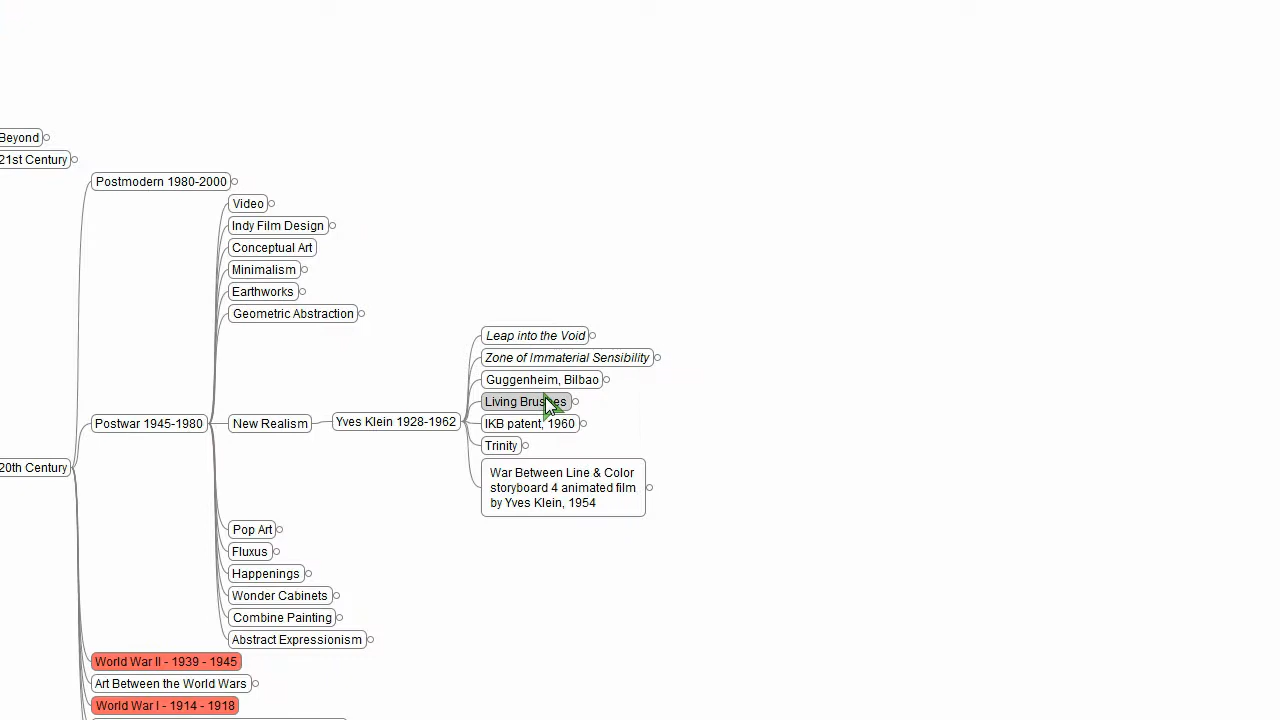 Beyond
21st Century
Postmodern 1980-2000
Video
Indy Film Design
Conceptual Art
Minimalism
Earthworks
Geometric Abstraction
Leap into the Void
Zone of Immaterial Sensibility
Guggenheim, Bilbao
Living Brushes
IKB patent, 1960
Trinity
War Between Line & Color
storyboard 4 animated film
by Yves Klein, 1954
Postwar 1945-1980
New Realism
Yves Klein 1928-1962
20th Century
Pop Art
Fluxus
Happenings
Wonder Cabinets
Combine Painting
Abstract Expressionism
World War II - 1939 - 1945
Art Between the World Wars
World War I - 1914 - 1918